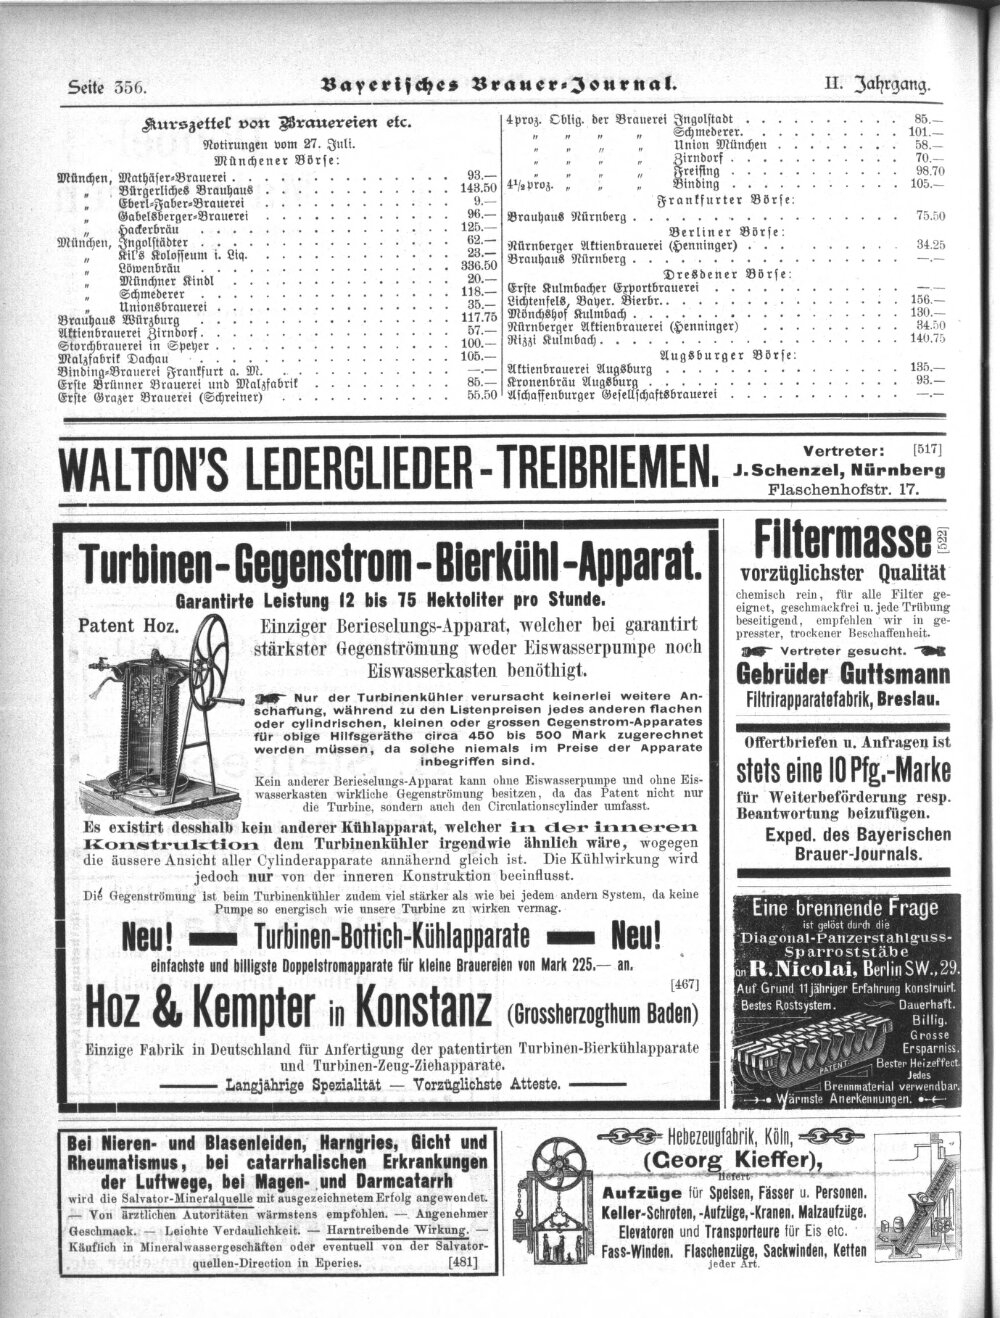 Seite 356.
Bayerisches Brauer-Journal.
II. Jahrgang.
Kurszettel von Brauereien etc.
Notirungen vom 27. Juli.
Münchener Börse:
München, Mathäser-Brauerei . . . 93.—
„ Bürgerliches Brauhaus . . . 143.50
„ Eberl-Faber-Brauerei . . . 9.—
„ Gabelsberger-Brauerei . . . 96.—
„ Hackerbräu . . . 125.—
München, Ingolstädter . . . 62.—
„ Kil's Kolosseum i. Liq. . . . 23.—
„ Löwenbräu . . . 336.50
„ Münchner Kindl . . . 20.—
„ Schmederer . . . 118.—
„ Unionsbrauerei . . . 35.—
Brauhaus Würzburg . . . 117.75
Aktienbrauerei Zirndorf . . . 57.—
Storchbrauerei in Speyer . . . 100.—
Malzfabrik Dachau . . . 105.—
Binding-Brauerei Frankfurt a. M. . . . —.—
Erste Brünner Brauerei und Malzfabrik . . . 85.—
Erste Grazer Brauerei (Schreiner) . . . 55.50
4proz. Oblig. der Brauerei Ingolstadt . . . 85.—
„ „ „ „ Schmederer. . . . 101.—
„ „ „ „ Union München . . . 58.—
„ „ „ „ Zirndorf . . . 70.—
„ „ „ „ Freising . . . 98.70
4½proz. „ „ „ Binding . . . 105.—
Frankfurter Börse:
Brauhaus Nürnberg . . . 75.50
Berliner Börse:
Nürnberger Aktienbrauerei (Henninger) . . . 34.25
Brauhaus Nürnberg . . . —.—
Dresdener Börse:
Erste Kulmbacher Exportbrauerei . . . —.—
Lichtenfels, Bayer. Bierbr. . . . 156.—
Mönchshof Kulmbach . . . 130.—
Nürnberger Aktienbrauerei (Henninger) . . . 34.50
Rizzi Kulmbach . . . 140.75
Augsburger Börse:
Aktienbrauerei Augsburg . . . 135.—
Kronenbräu Augsburg . . . 93.—
Aschaffenburger Gesellschaftsbrauerei . . . —.—
WALTON'S LEDERGLIEDER-TREIBRIEMEN.
Vertreter: [517]
J. Schenzel, Nürnberg
Flaschenhofstr. 17.
Turbinen-Gegenstrom-Bierkühl-Apparat.
Garantirte Leistung 12 bis 75 Hektoliter pro Stunde.
Patent Hoz.
Einziger Berieselungs-Apparat, welcher bei garantirt
stärkster Gegenströmung weder Eiswasserpumpe noch
Eiswasserkasten benöthigt.
Nur der Turbinenkühler verursacht keinerlei weitere An-
schaffung, während zu den Listenpreisen jedes anderen flachen
oder cylindrischen, kleinen oder grossen Gegenstrom-Apparates
für obige Hilfsgeräthe circa 450 bis 500 Mark zugerechnet
werden müssen, da solche niemals im Preise der Apparate
inbegriffen sind.
Kein anderer Berieselungs-Apparat kann ohne Eiswasserpumpe und ohne Eis-
wasserkasten wirkliche Gegenströmung besitzen, da das Patent nicht nur
die Turbine, sondern auch den Circulationscylinder umfasst.
Es existirt desshalb kein anderer Kühlapparat, welcher in der inneren
Konstruktion dem Turbinenkühler irgendwie ähnlich wäre, wogegen
die äussere Ansicht aller Cylinderapparate annähernd gleich ist. Die Kühlwirkung wird
jedoch nur von der inneren Konstruktion beeinflusst.
Die Gegenströmung ist beim Turbinenkühler zudem viel stärker als wie bei jedem andern System, da keine
Pumpe so energisch wie unsere Turbine zu wirken vermag.
Neu! — Turbinen-Bottich-Kühlapparate — Neu!
einfachste und billigste Doppelstromapparate für kleine Brauereien von Mark 225.— an.
[467]
Hoz & Kempter in Konstanz (Grossherzogthum Baden)
Einzige Fabrik in Deutschland für Anfertigung der patentirten Turbinen-Bierkühlapparate
und Turbinen-Zeug-Ziehapparate.
— Langjährige Spezialität — Vorzüglichste Atteste. —
Filtermasse [522]
vorzüglichster Qualität
chemisch rein, für alle Filter ge-
eignet, geschmackfrei u. jede Trübung
beseitigend, empfehlen wir in ge-
presster, trockener Beschaffenheit.
Vertreter gesucht.
Gebrüder Guttsmann
Filtrirapparatefabrik, Breslau.
Offertbriefen u. Anfragen ist
stets eine 10 Pfg.-Marke
für Weiterbeförderung resp.
Beantwortung beizufügen.
Exped. des Bayerischen
Brauer-Journals.
Eine brennende Frage
ist gelöst durch die
Diagonal-Panzerstahlguss-
Sparroststäbe
von R. Nicolai, Berlin SW., 29.
Auf Grund 11jähriger Erfahrung konstruirt.
Bestes Rostsystem.
Dauerhaft.
Billig.
Grosse
Ersparniss.
Bester Heizeffect.
Jedes
Brennmaterial verwendbar.
PATENT
Wärmste Anerkennungen.
Bei Nieren- und Blasenleiden, Harngries, Gicht und
Rheumatismus, bei catarrhalischen Erkrankungen
der Luftwege, bei Magen- und Darmcatarrh
wird die Salvator-Mineralquelle mit ausgezeichnetem Erfolg angewendet.
— Von ärztlichen Autoritäten wärmstens empfohlen. — Angenehmer
Geschmack. — Leichte Verdaulichkeit. — Harntreibende Wirkung. —
Käuflich in Mineralwassergeschäften oder eventuell von der Salvator-
quellen-Direction in Eperies. [481]
Hebezeugfabrik, Köln,
(Georg Kieffer),
liefert
Aufzüge für Speisen, Fässer u. Personen.
Keller-Schroten, -Aufzüge, -Kranen. Malzaufzüge.
Elevatoren und Transporteure für Eis etc.
Fass-Winden. Flaschenzüge, Sackwinden, Ketten
jeder Art.